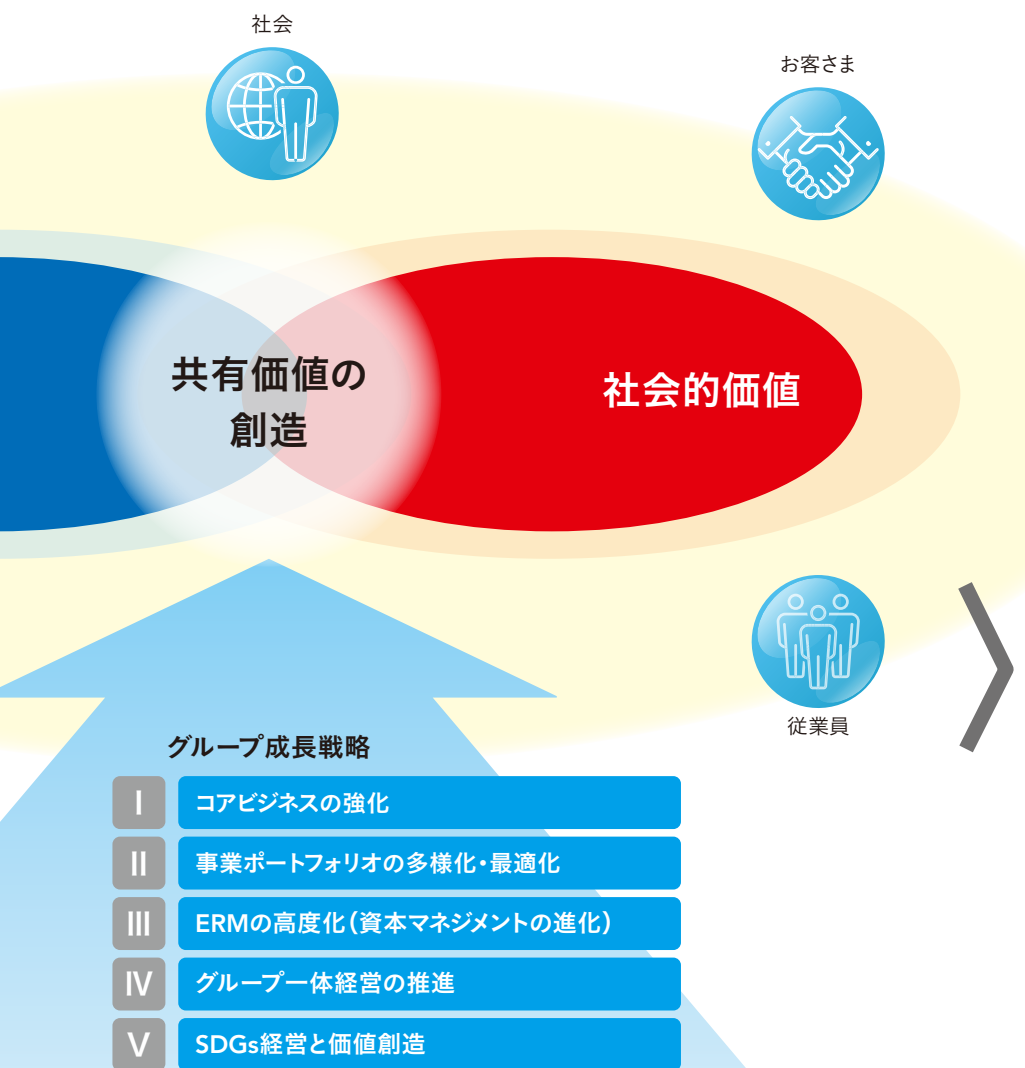 社会
お客さま
共有価値の
創造
社会的価値
従業員
グループ成長戦略
Ⅰ コアビジネスの強化
Ⅱ 事業ポートフォリオの多様化・最適化
Ⅲ ERMの高度化（資本マネジメントの進化）
Ⅳ グループ一体経営の推進
Ⅴ SDGs経営と価値創造